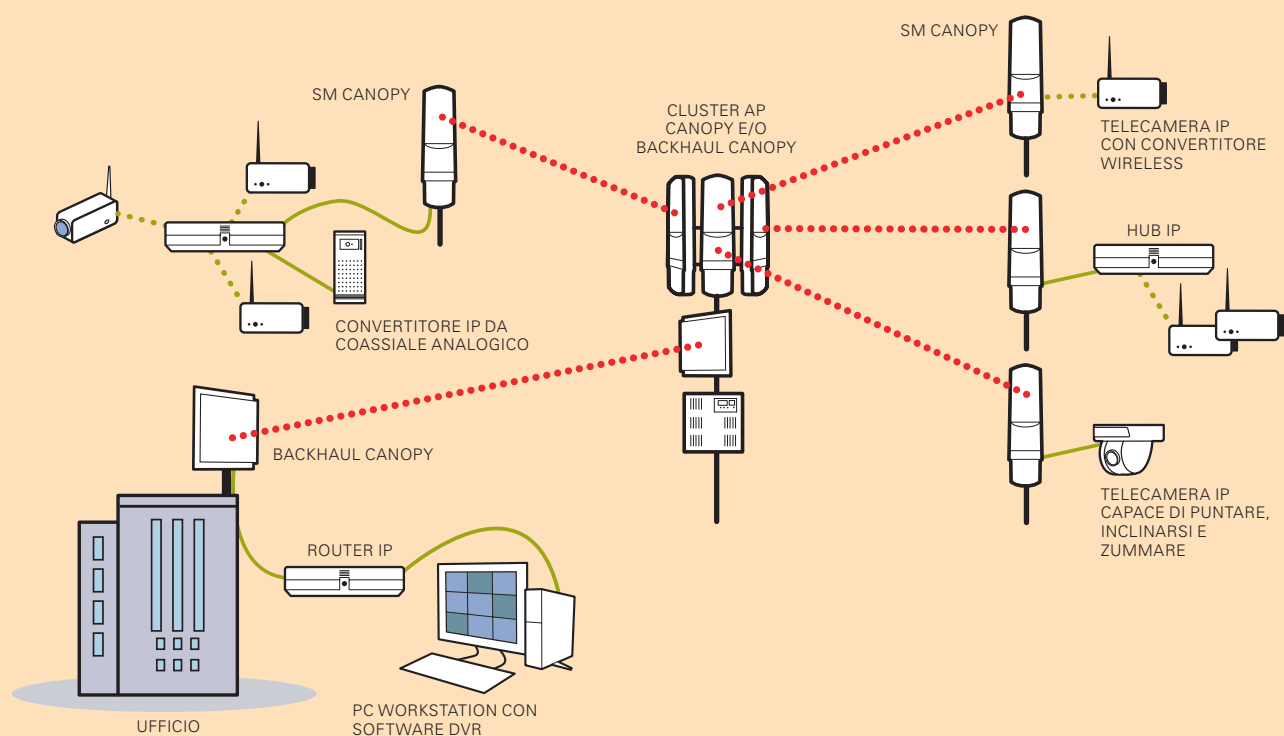 SM CANOPY
SM CANOPY
CLUSTER AP
CANOPY E/O
BACKHAUL CANOPY
TELECAMERA IP
CON CONVERTITORE
WIRELESS
HUB IP
CONVERTITORE IP DA
COASSIALE ANALOGICO
BACKHAUL CANOPY
TELECAMERA IP
CAPACE DI PUNTARE,
INCLINARSI E
ZUMMARE
ROUTER IP
UFFICIO
PC WORKSTATION CON
SOFTWARE DVR